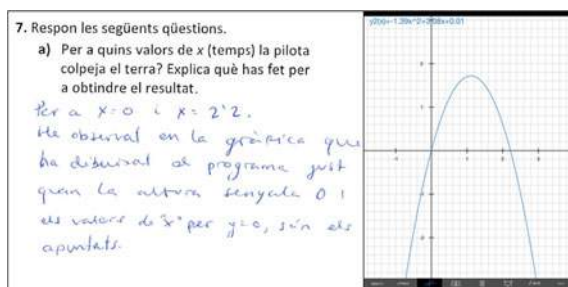 7. Respon les següents qüestions.
a) Per a quins valors de x (temps) la pilota
colpeja el terra? Explica què has fet per
a obtindre el resultat.
Per a x=0 i x=2'2.
He observat en la gràfica que
ha dibuixat el programa just
quan la altura senyala 0 i
els valors de "x" per y=0, són els
apuntats.